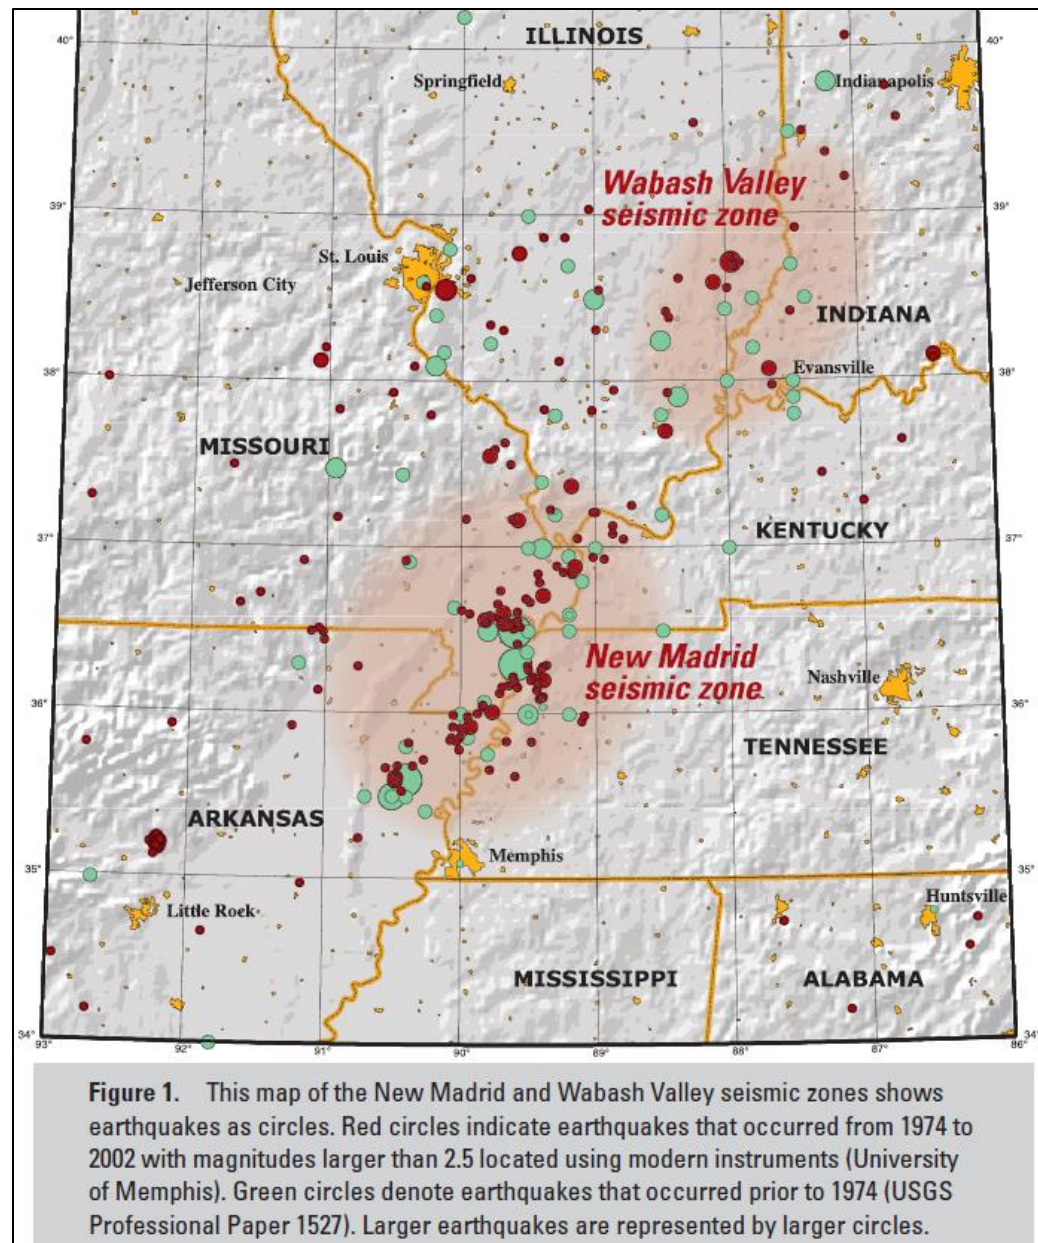 ILLINOIS
40°
40°
Springfield
Indianapolis
Wabash Valley
seismic zone
39°
39°
St. Louis
Jefferson City
INDIANA
Evansville
38°
38°
MISSOURI
KENTUCKY
37°
37°
New Madrid
seismic zone
Nashville
36°
36°
TENNESSEE
ARKANSAS
Memphis
35°
35°
Huntsville
Little Rock
MISSISSIPPI
ALABAMA
34°
34°
93°
92°
91°
90°
89°
88°
87°
86°
Figure 1. This map of the New Madrid and Wabash Valley seismic zones shows
earthquakes as circles. Red circles indicate earthquakes that occurred from 1974 to
2002 with magnitudes larger than 2.5 located using modern instruments (University
of Memphis). Green circles denote earthquakes that occurred prior to 1974 (USGS
Professional Paper 1527). Larger earthquakes are represented by larger circles.